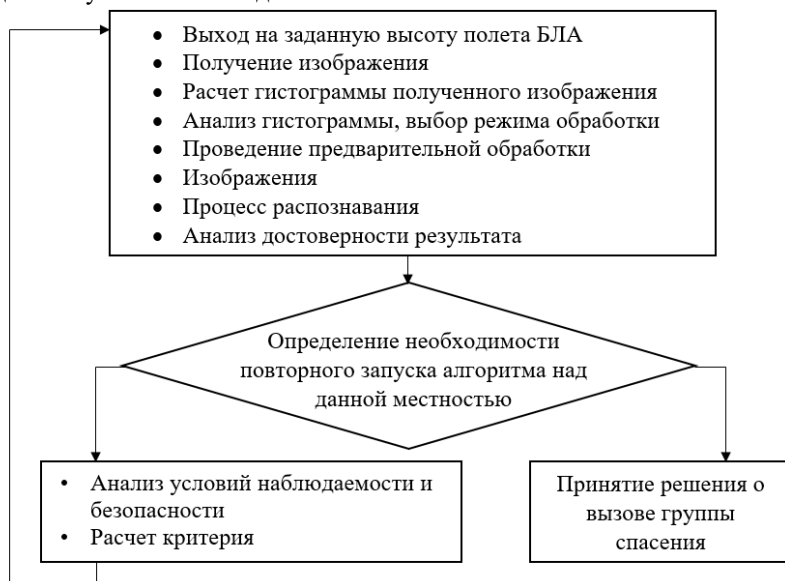 • Выход на заданную высоту полета БЛА
• Получение изображения
• Расчет гистограммы полученного изображения
• Анализ гистограммы, выбор режима обработки
• Проведение предварительной обработки
• Изображения
• Процесс распознавания
• Анализ достоверности результата
Определение необходимости
повторного запуска алгоритма над
данной местностью
• Анализ условий наблюдаемости и
безопасности
• Расчет критерия
Принятие решения о
вызове группы
спасения